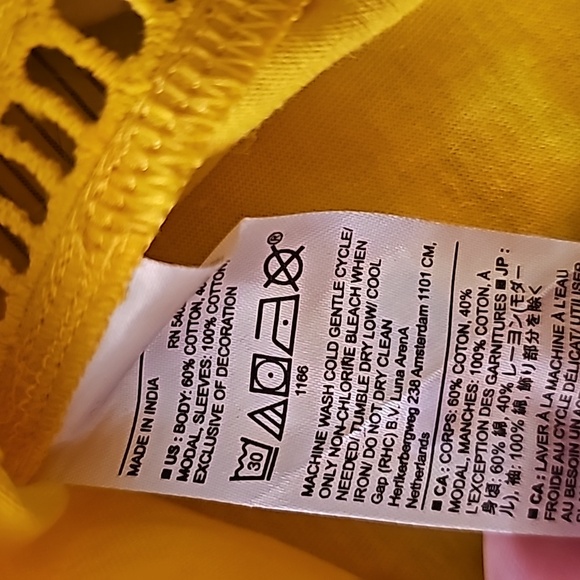 MADE IN INDIA
RN 54
■ US : BODY: 60% COTTON, 40%
MODAL, SLEEVES: 100% COTTON
EXCLUSIVE OF DECORATION
30
®
1166
MACHINE WASH COLD GENTLE CYCLE/
ONLY NON-CHLORINE BLEACH WHEN
NEEDED/ TUMBLE DRY LOW/ COOL
IRON/ DO NOT DRY CLEAN
Gap (RHC) B.V. Luna ArenA
Herikerbergweg 238 Amsterdam 1101 CM,
Netherlands
■ CA : CORPS: 60% COTON, 40%
MODAL, MANCHES: 100% COTON, À
L'EXCEPTION DES GARNITURES ■ JP :
身頃: 60% 綿, 40% レーヨン(モダー
ル), 袖: 100% 綿, 飾り部分を除く
■ CA : LAVER À LA MACHINE À L'EAU
FROIDE AU CYCLE DÉLICAT/ UTILISER
AU BESOIN UN